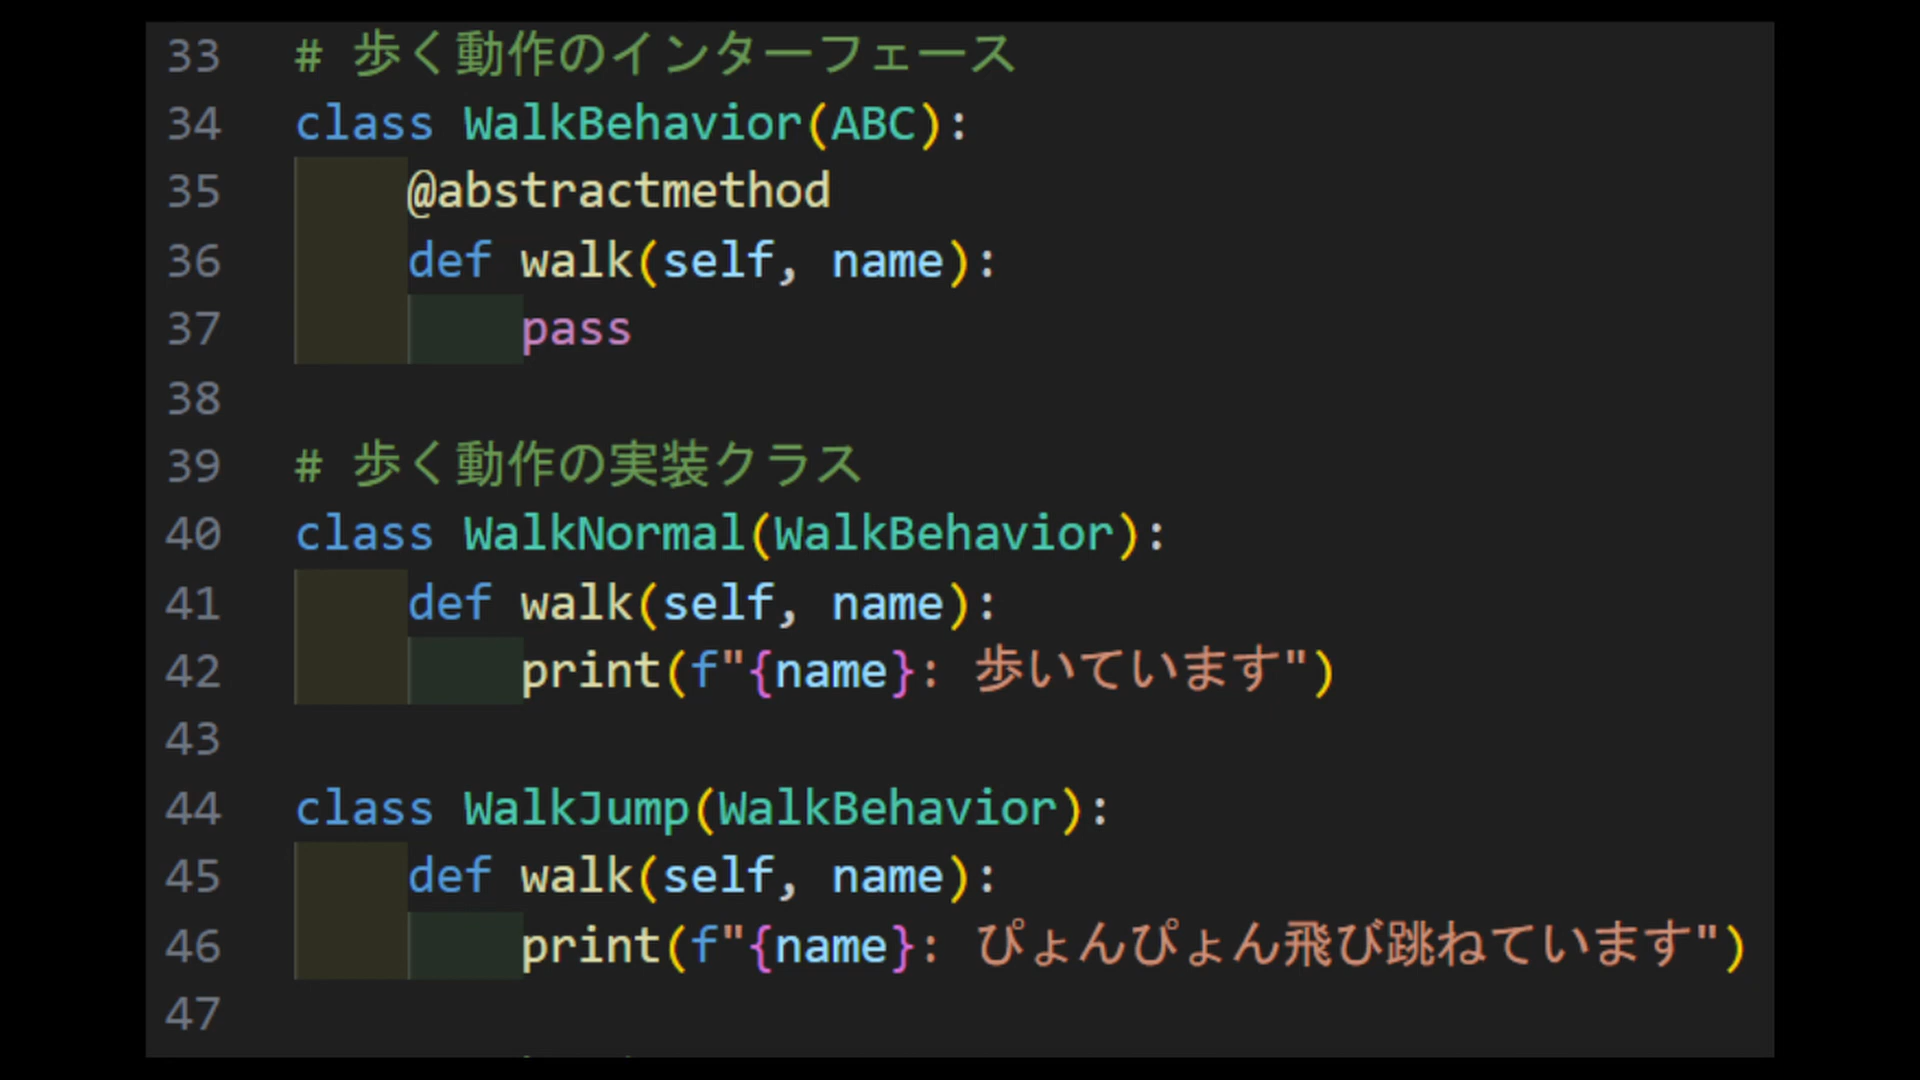 33 # 歩く動作のインターフェース
34 class WalkBehavior(ABC):
35     @abstractmethod
36     def walk(self, name):
37         pass
38
39 # 歩く動作の実装クラス
40 class WalkNormal(WalkBehavior):
41     def walk(self, name):
42         print(f"{name}: 歩いています")
43
44 class WalkJump(WalkBehavior):
45     def walk(self, name):
46         print(f"{name}: ぴょんぴょん飛び跳ねています")
47